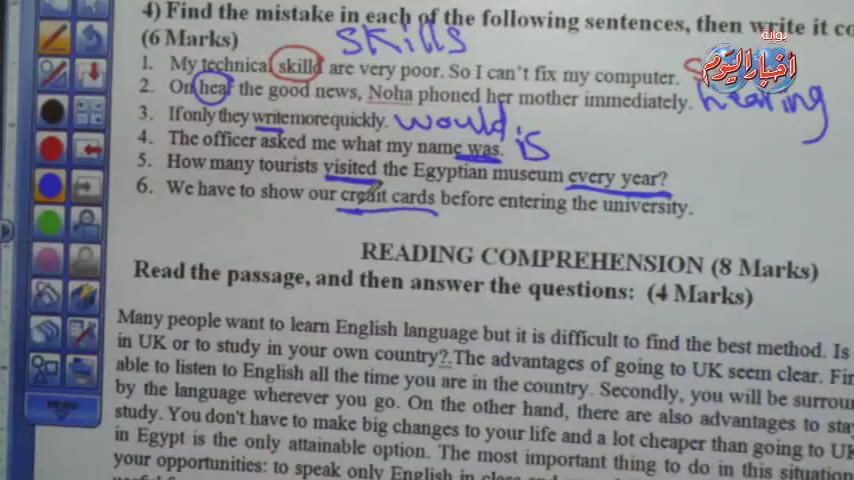 4) Find the mistake in each of the following sentences, then write it co
(6 Marks)
skills
1. My technical skill are very poor. So I can't fix my computer. S
بوابة
أخبار اليوم
2. On hear the good news, Noha phoned her mother immediately. hearing
3. If only they write more quickly. would
4. The officer asked me what my name was. is
5. How many tourists visited the Egyptian museum every year?
6. We have to show our credit cards before entering the university.
READING COMPREHENSION (8 Marks)
Read the passage, and then answer the questions: (4 Marks)
Many people want to learn English language but it is difficult to find the best method. Is
in UK or to study in your own country?.The advantages of going to UK seem clear. Fir
able to listen to English all the time you are in the country. Secondly, you will be surrou
by the language wherever you go. On the other hand, there are also advantages to stay
study. You don't have to make big changes to your life and a lot cheaper than going to U
in Egypt is the only attainable option. The most important thing to do in this situation
your opportunities: to speak only English in class and
MENU